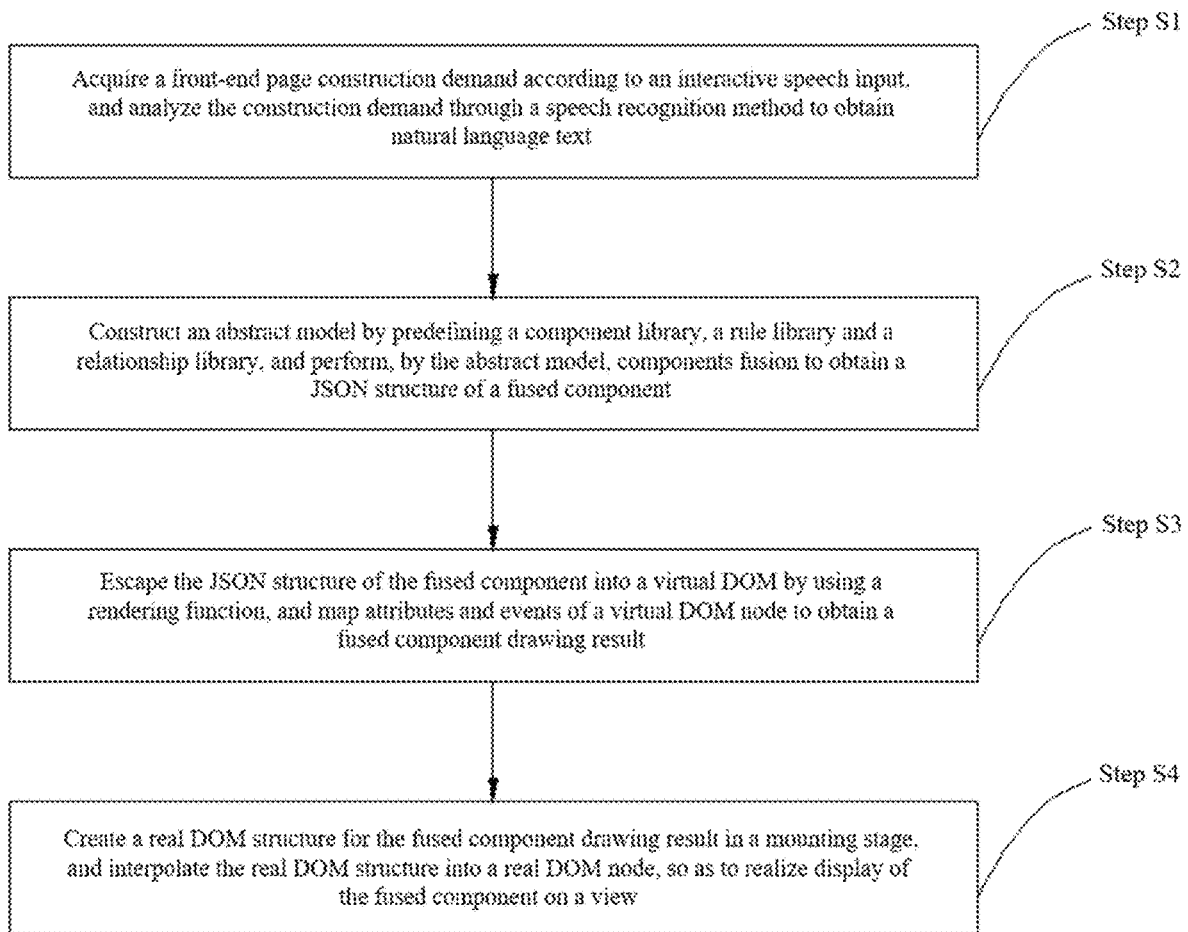 Step S1
Acquire a front-end page construction demand according to an interactive speech input,
and analyze the construction demand through a speech recognition method to obtain
natural language text
Step S2
Construct an abstract model by predefining a component library, a rule library and a
relationship library, and perform, by the abstract model, components fusion to obtain a
JSON structure of a fused component
Step S3
Escape the JSON structure of the fused component into a virtual DOM by using a
rendering function, and map attributes and events of a virtual DOM node to obtain a
fused component drawing result
Step S4
Create a real DOM structure for the fused component drawing result in a mounting stage,
and interpolate the real DOM structure into a real DOM node, so as to realize display of
the fused component on a view